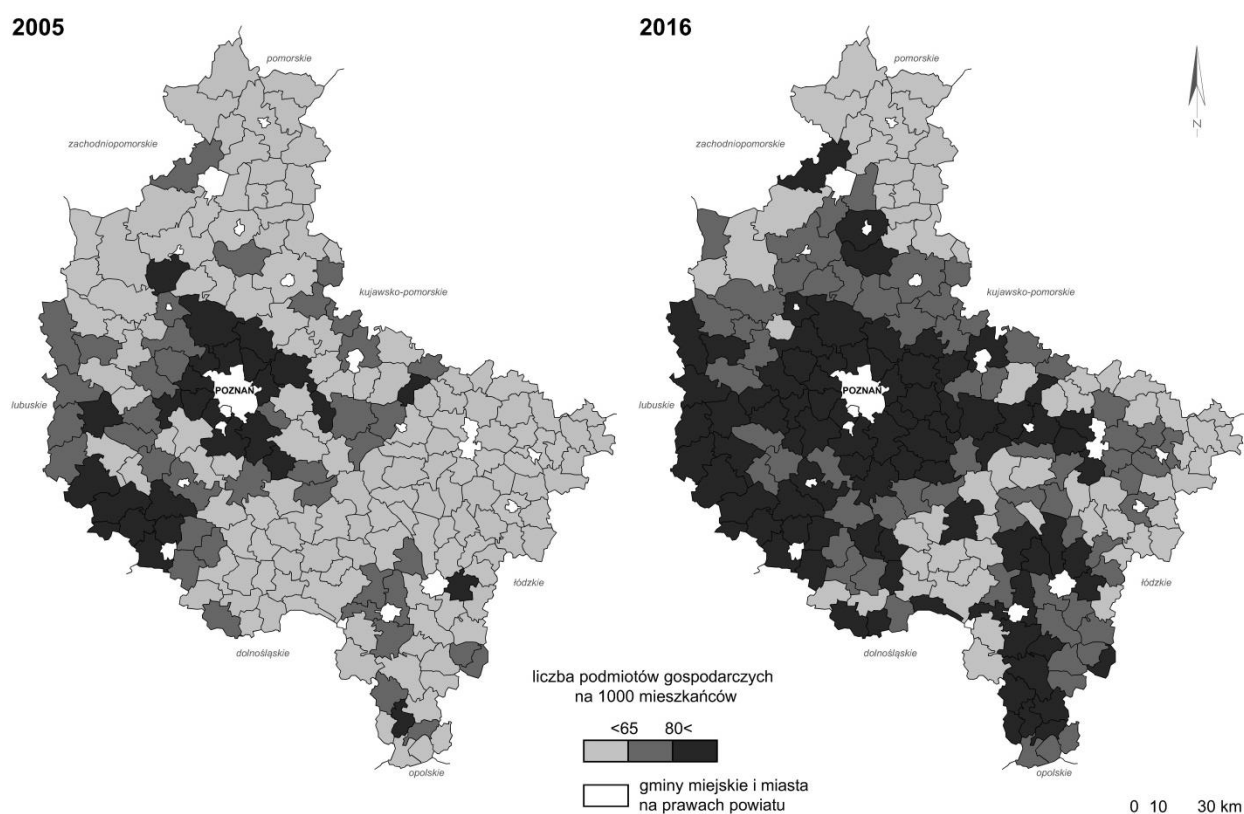 2005
2016
pomorskie
pomorskie
N
zachodniopomorskie
zachodniopomorskie
kujawsko-pomorskie
kujawsko-pomorskie
POZNAŃ
POZNAŃ
lubuskie
lubuskie
łódzkie
łódzkie
dolnośląskie
dolnośląskie
liczba podmiotów gospodarczych
na 1000 mieszkańców
<65 80<
opolskie
opolskie
gminy miejskie i miasta
na prawach powiatu
0 10 30 km